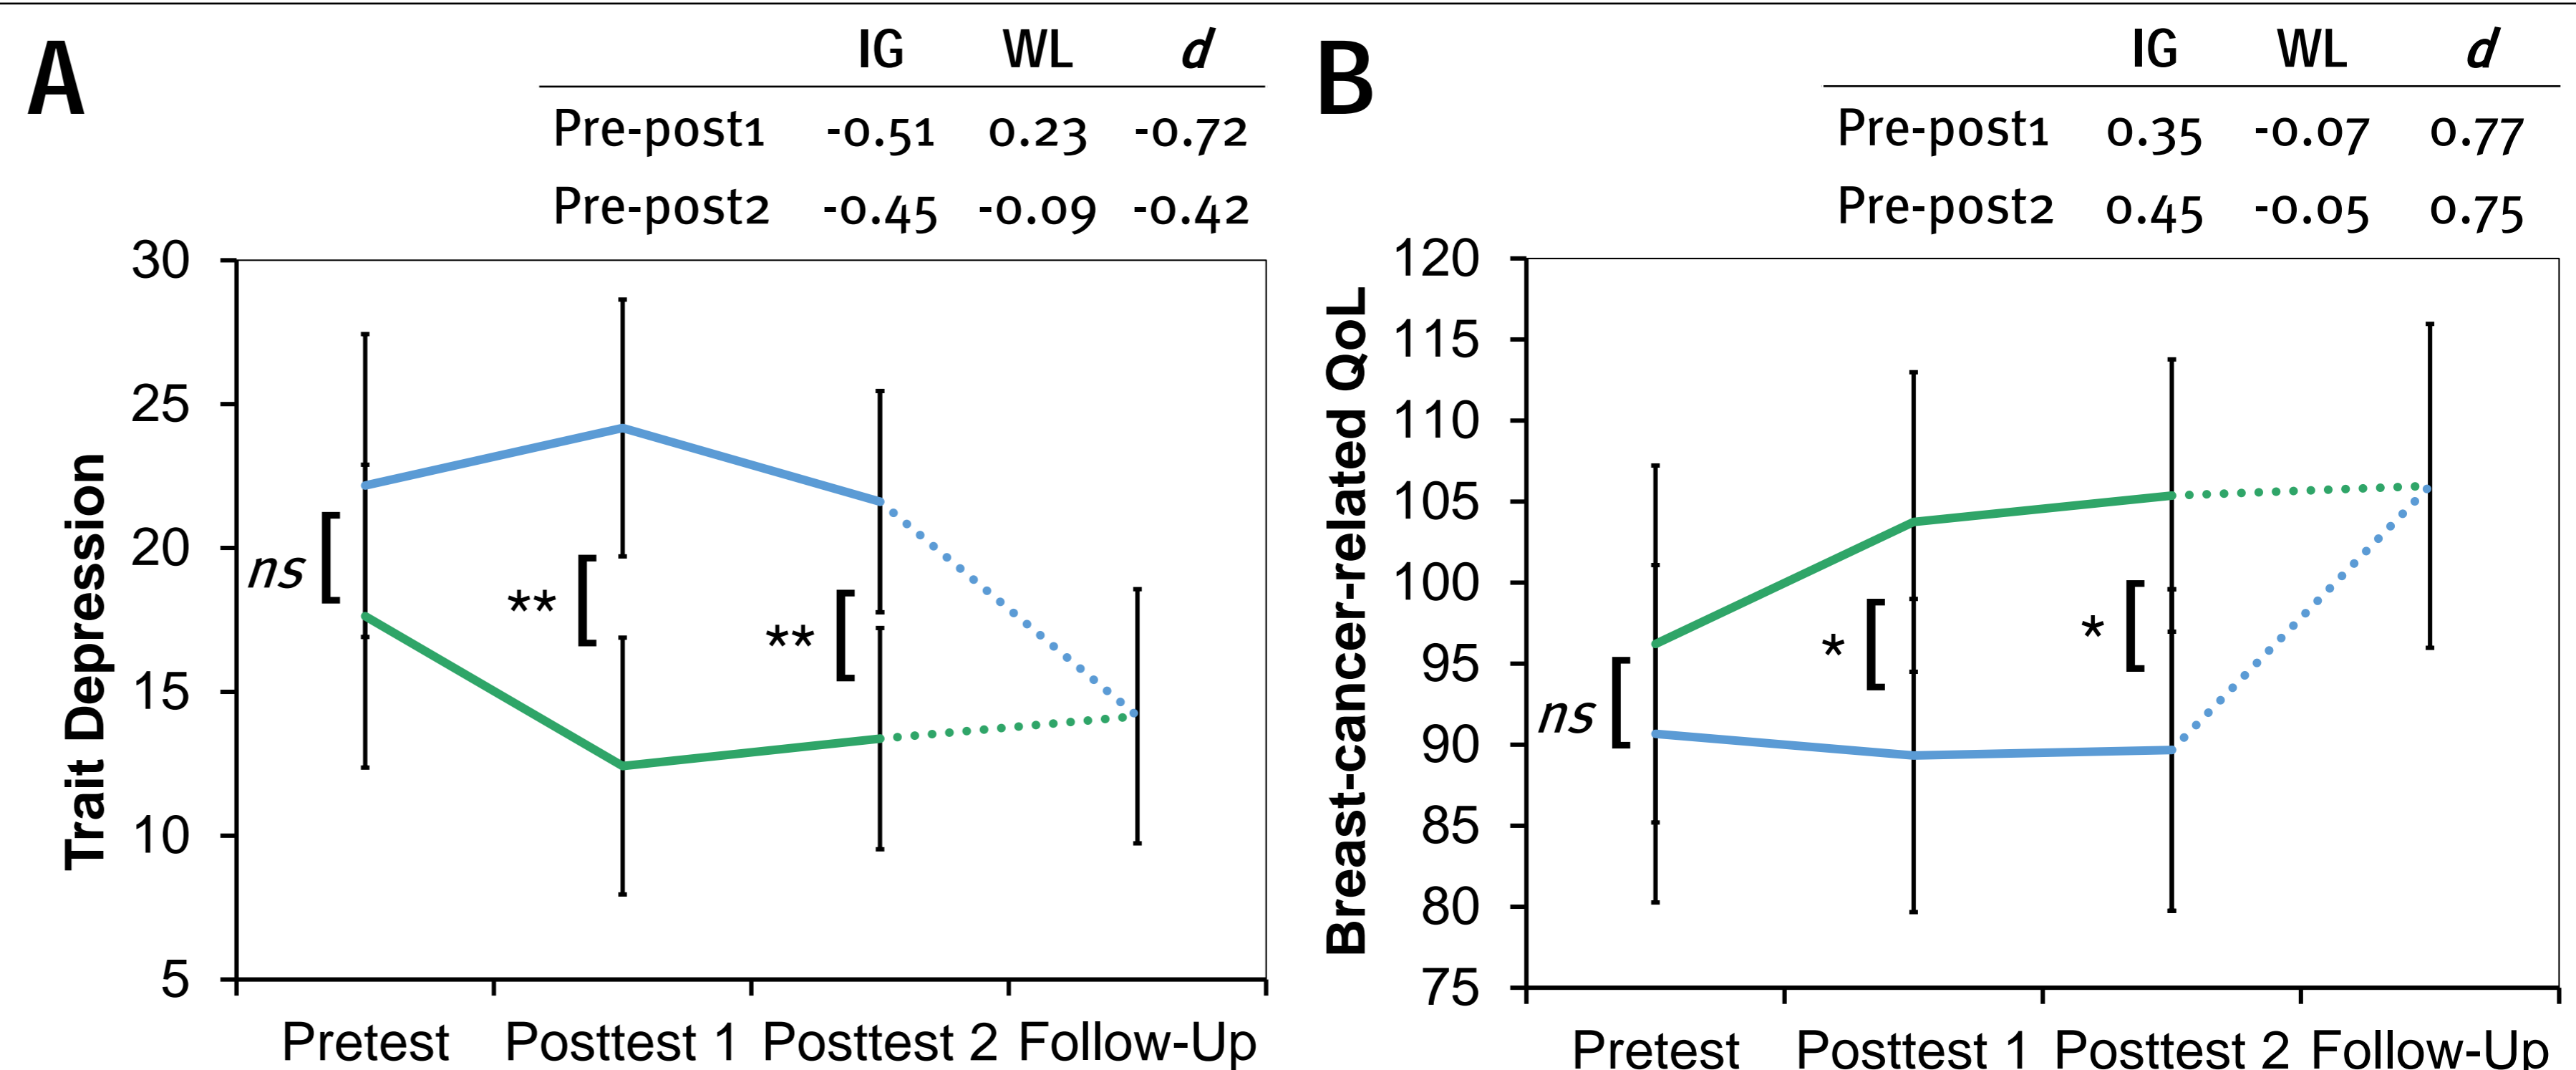 A
IG WL d
Pre-post1 -0.51 0.23 -0.72
Pre-post2 -0.45 -0.09 -0.42
30
25
20
15
10
5
Trait Depression
ns
**
**
Pretest Posttest 1 Posttest 2 Follow-Up
B
IG WL d
Pre-post1 0.35 -0.07 0.77
Pre-post2 0.45 -0.05 0.75
120
115
110
105
100
95
90
85
80
75
Breast-cancer-related QoL
ns
*
*
Pretest Posttest 1 Posttest 2 Follow-Up